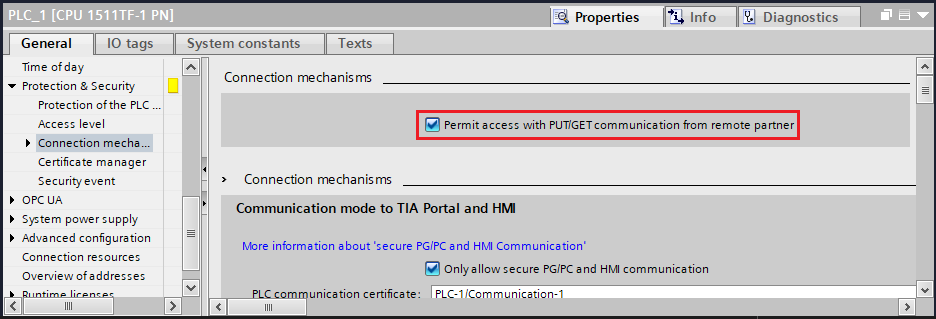 PLC_1 [CPU 1511TF-1 PN]
Properties
Info
Diagnostics
General
IO tags
System constants
Texts
Time of day
Protection & Security
Protection of the PLC ...
Access level
Connection mecha...
Certificate manager
Security event
OPC UA
System power supply
Advanced configuration
Connection resources
Overview of addresses
Runtime licenses
Connection mechanisms
Permit access with PUT/GET communication from remote partner
Connection mechanisms
Communication mode to TIA Portal and HMI
More information about 'secure PG/PC and HMI Communication'
Only allow secure PG/PC and HMI communication
PLC communication certificate: PLC-1/Communication-1